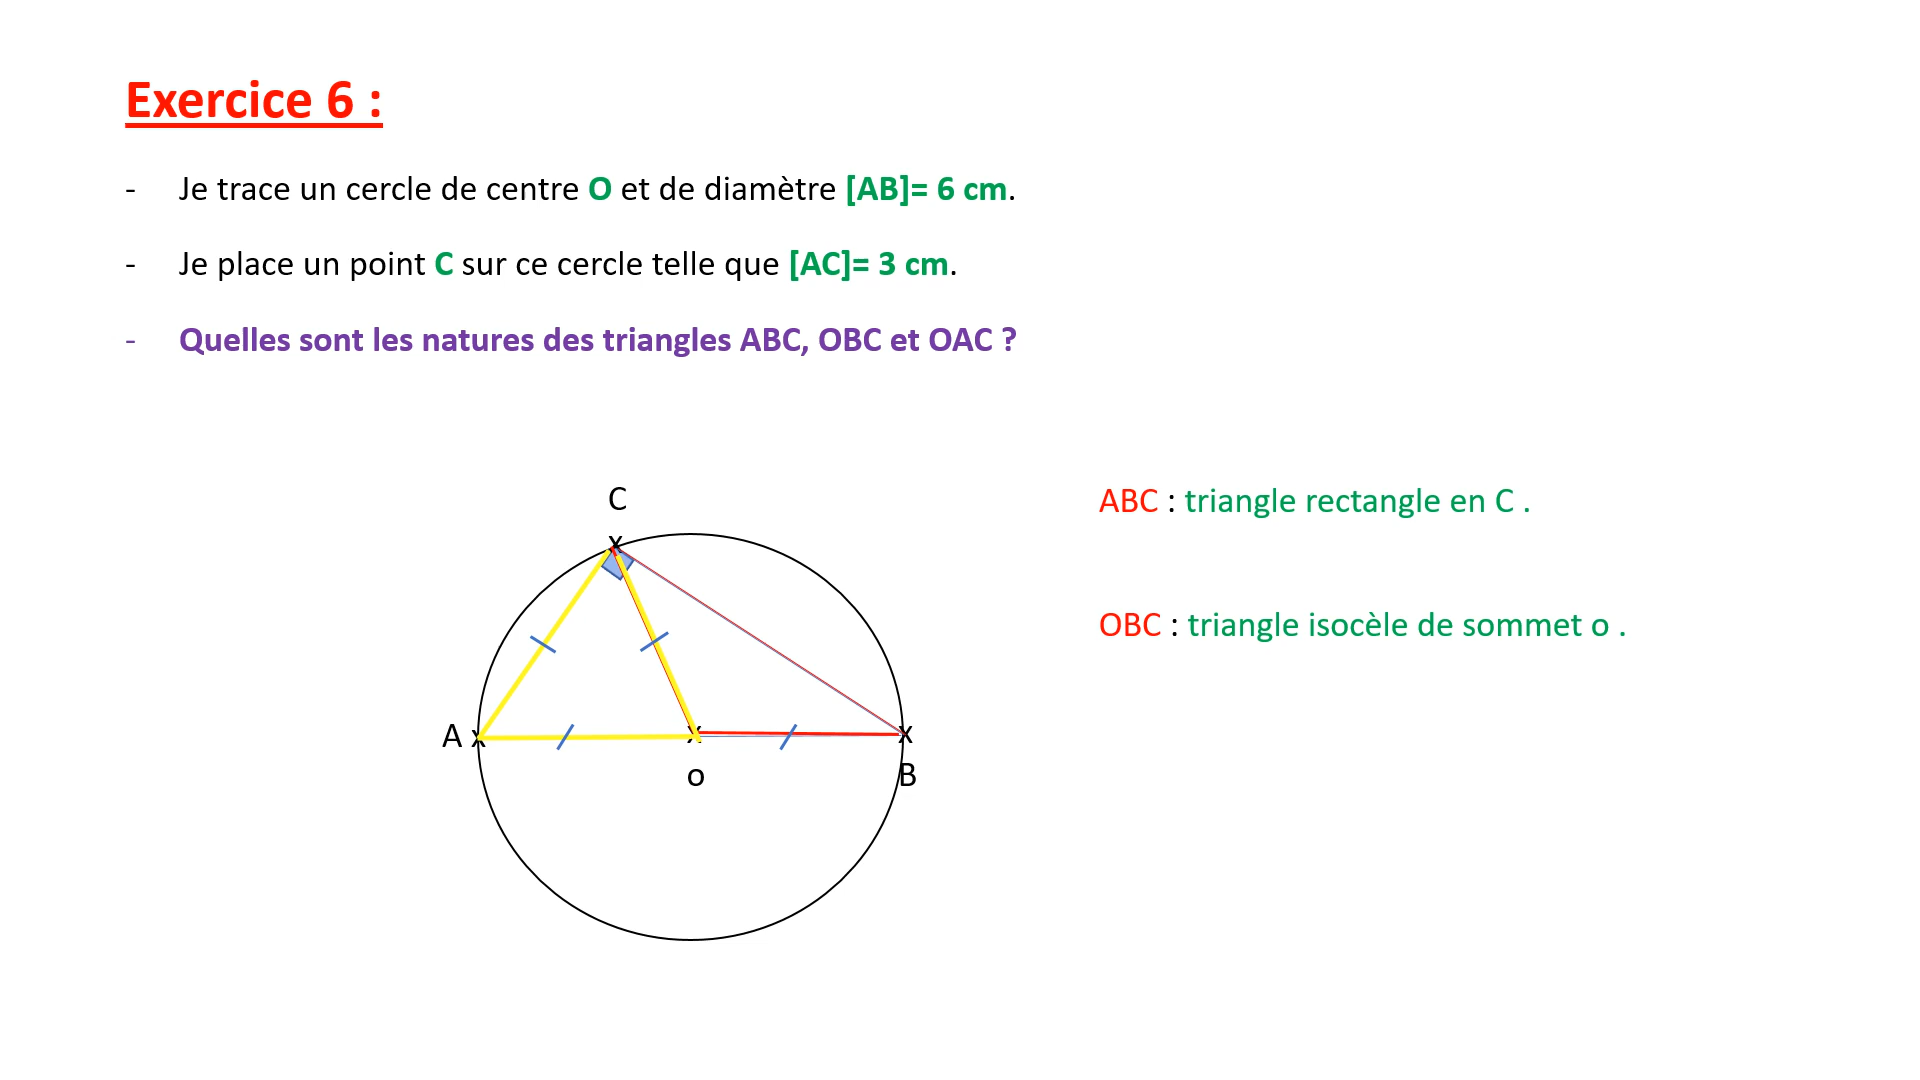 Exercice 6 :
- Je trace un cercle de centre O et de diamètre [AB]= 6 cm.
- Je place un point C sur ce cercle telle que [AC]= 3 cm.
- Quelles sont les natures des triangles ABC, OBC et OAC ?
C
x
ABC : triangle rectangle en C .
OBC : triangle isocèle de sommet o .
A x x x
o B